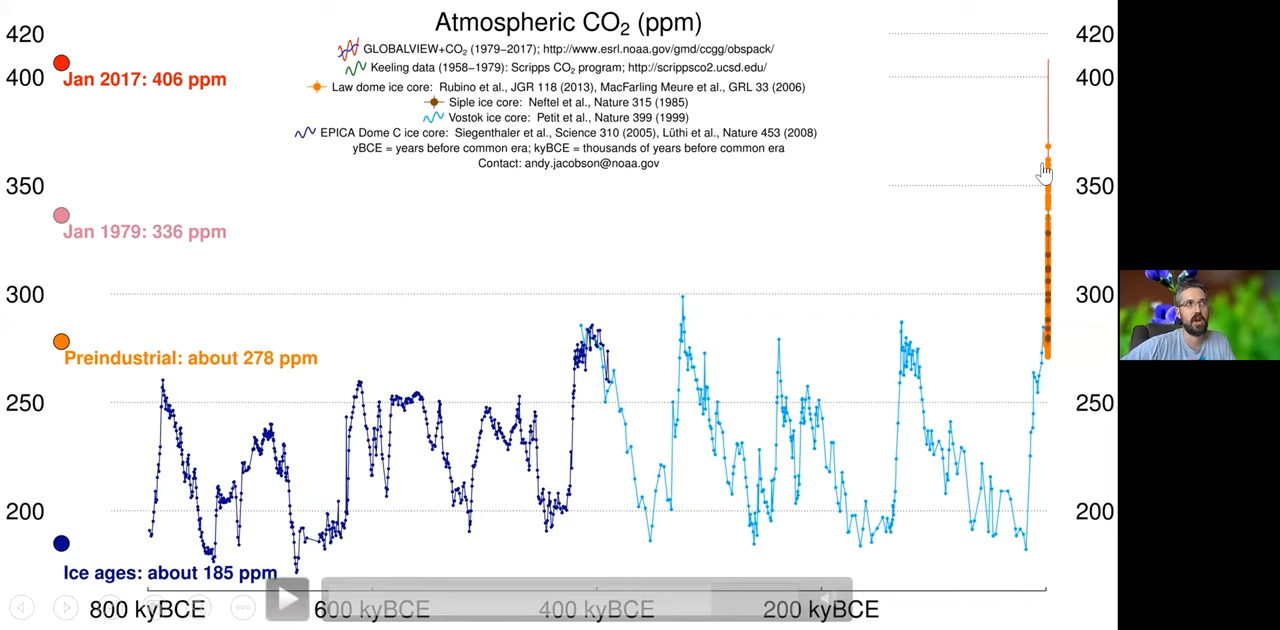 Atmospheric CO2 (ppm)
GLOBALVIEW+CO2 (1979–2017); http://www.esrl.noaa.gov/gmd/ccgg/obspack/
Keeling data (1958–1979): Scripps CO2 program; http://scrippsco2.ucsd.edu/
Law dome ice core: Rubino et al., JGR 118 (2013), MacFarling Meure et al., GRL 33 (2006)
Siple ice core: Neftel et al., Nature 315 (1985)
Vostok ice core: Petit et al., Nature 399 (1999)
EPICA Dome C ice core: Siegenthaler et al., Science 310 (2005), Lüthi et al., Nature 453 (2008)
yBCE = years before common era; kyBCE = thousands of years before common era
Contact: andy.jacobson@noaa.gov
420
400
350
300
250
200
Jan 2017: 406 ppm
Jan 1979: 336 ppm
Preindustrial: about 278 ppm
Ice ages: about 185 ppm
420
400
350
300
250
200
800 kyBCE 600 kyBCE 400 kyBCE 200 kyBCE